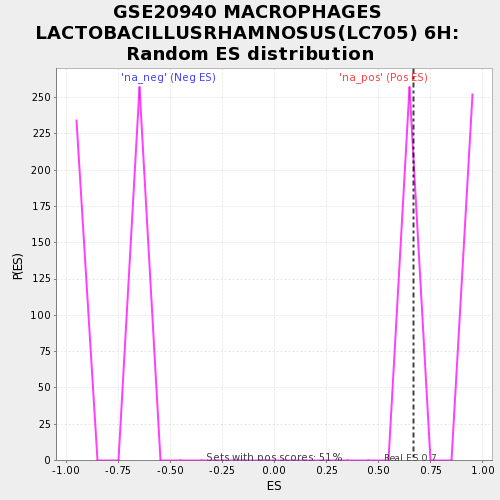 GSE20940 MACROPHAGES
LACTOBACILLUSRHAMNOSUS(LC705) 6H:
Random ES distribution
'na_neg' (Neg ES)
'na_pos' (Pos ES)
P(ES)
250
225
200
175
150
125
100
75
50
25
0
Sets with pos scores: 51%
Real ES 0.7
-1.00 -0.75 -0.50 -0.25 0.00 0.25 0.50 0.75 1.00
ES